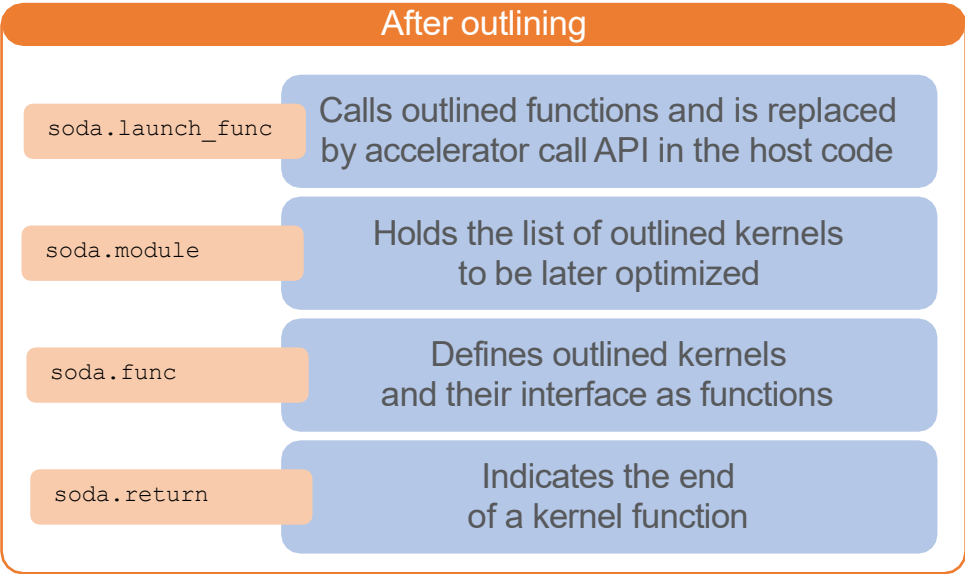 After outlining
soda.launch_func
Calls outlined functions and is replaced
by accelerator call API in the host code
soda.module
Holds the list of outlined kernels
to be later optimized
soda.func
Defines outlined kernels
and their interface as functions
soda.return
Indicates the end
of a kernel function